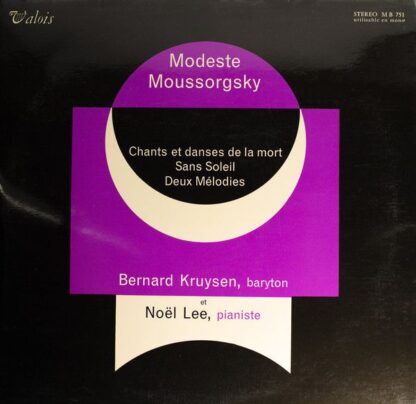 Valois
STEREO MB 751
utilisable en mono
Modeste
Moussorgsky
Chants et danses de la mort
Sans Soleil
Deux Mélodies
Bernard Kruysen, baryton
et
Noël Lee, pianiste